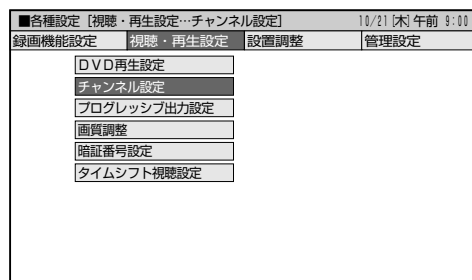 ■各種設定［視聴・再生設定…チャンネル設定］ 10/21[木]午前 9:00
録画機能設定 視聴・再生設定 設置調整 管理設定
ＤＶＤ再生設定
チャンネル設定
プログレッシブ出力設定
画質調整
暗証番号設定
タイムシフト視聴設定